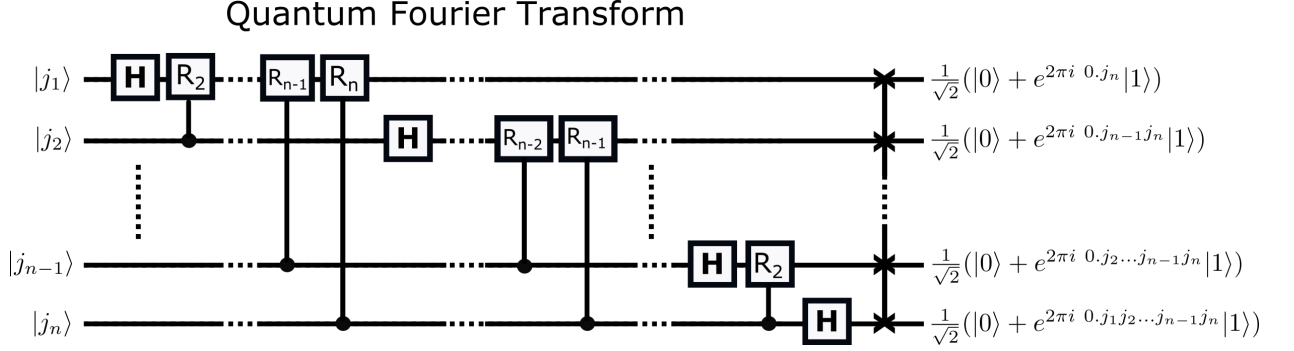 Quantum Fourier Transform
|j₁⟩ H R₂ Rₙ₋₁ Rₙ 1/√2(|0⟩ + e^{2πi 0.jₙ}|1⟩)
|j₂⟩ H Rₙ₋₂ Rₙ₋₁ 1/√2(|0⟩ + e^{2πi 0.jₙ₋₁jₙ}|1⟩)
|jₙ₋₁⟩ H R₂ 1/√2(|0⟩ + e^{2πi 0.j₂...jₙ₋₁jₙ}|1⟩)
|jₙ⟩ H 1/√2(|0⟩ + e^{2πi 0.j₁j₂...jₙ₋₁jₙ}|1⟩)